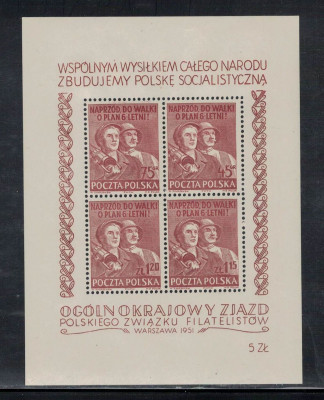 WSPÓLNYM WYSIŁKIEM CAŁEGO NARODU
ZBUDUJEMY POLSKĘ SOCJALISTYCZNĄ
NAPRZÓD DO WALKI
O PLAN 6-LETNI!
75
POCZTA POLSKA
NAPRZÓD DO WALKI
O PLAN 6-LETNI!
45
POCZTA POLSKA
NAPRZÓD DO WALKI
O PLAN 6-LETNI!
ZŁ 1.20
POCZTA POLSKA
NAPRZÓD DO WALKI
O PLAN 6-LETNI!
ZŁ 1.15
POCZTA POLSKA
OGÓLNOKRAJOWY ZJAZD
POLSKIEGO ZWIĄZKU FILATELISTÓW
WARSZAWA 1951
5 ZŁ